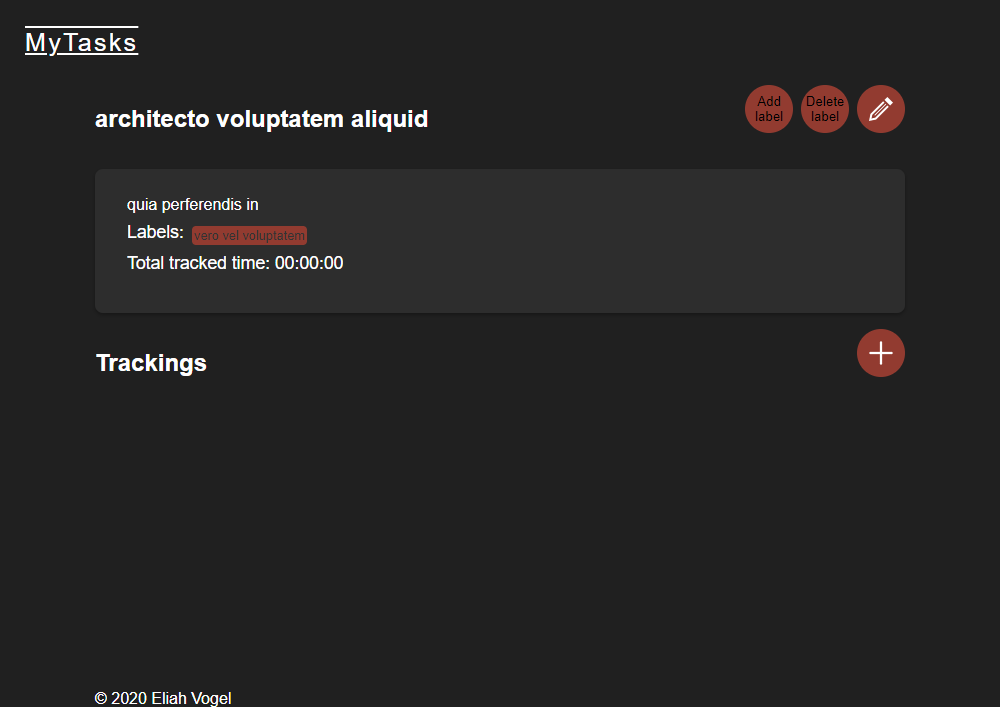 MyTasks
architecto voluptatem aliquid
Add
label
Delete
label
quia perferendis in
Labels: vero vel voluptatem
Total tracked time: 00:00:00
Trackings
© 2020 Eliah Vogel